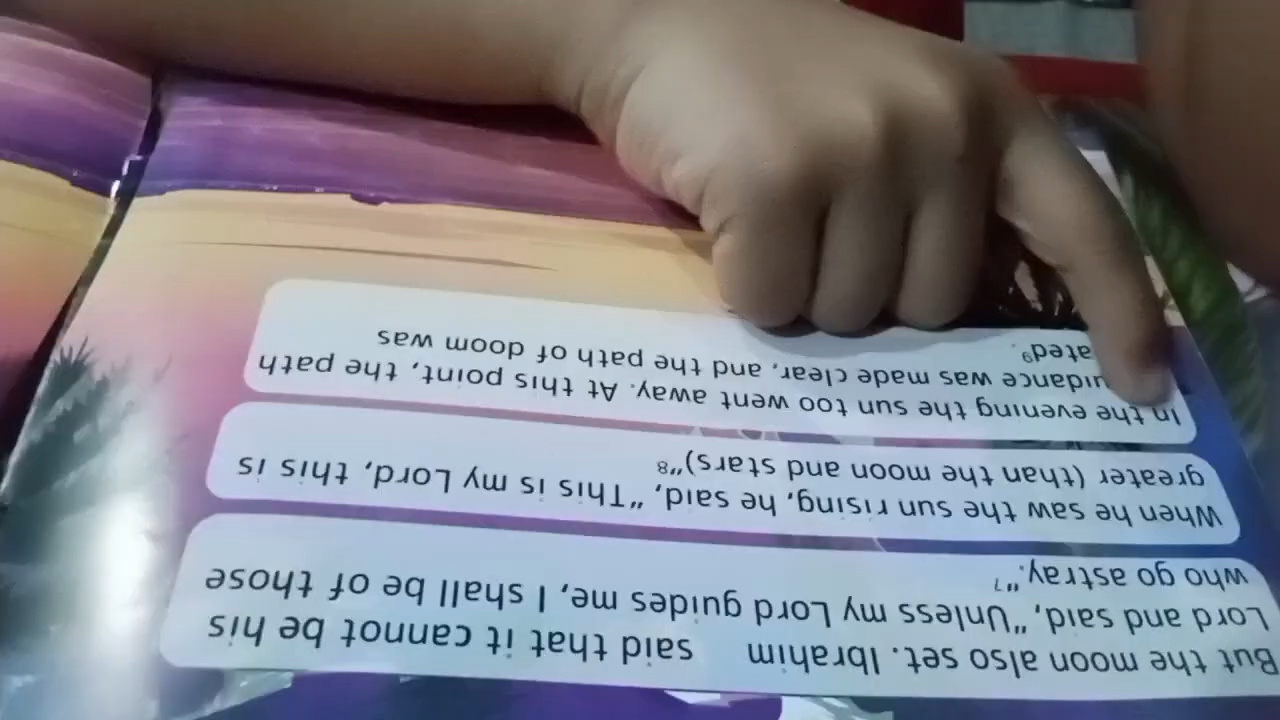 But the moon also set. Ibrahim said that it cannot be his
Lord and said, "Unless my Lord guides me, I shall be of those
who go astray."⁷
When he saw the sun rising, he said, "This is my Lord, this is
greater (than the moon and stars)"⁸
In the evening the sun too went away. At this point, the path
uidance was made clear, and the path of doom was
ated⁹.